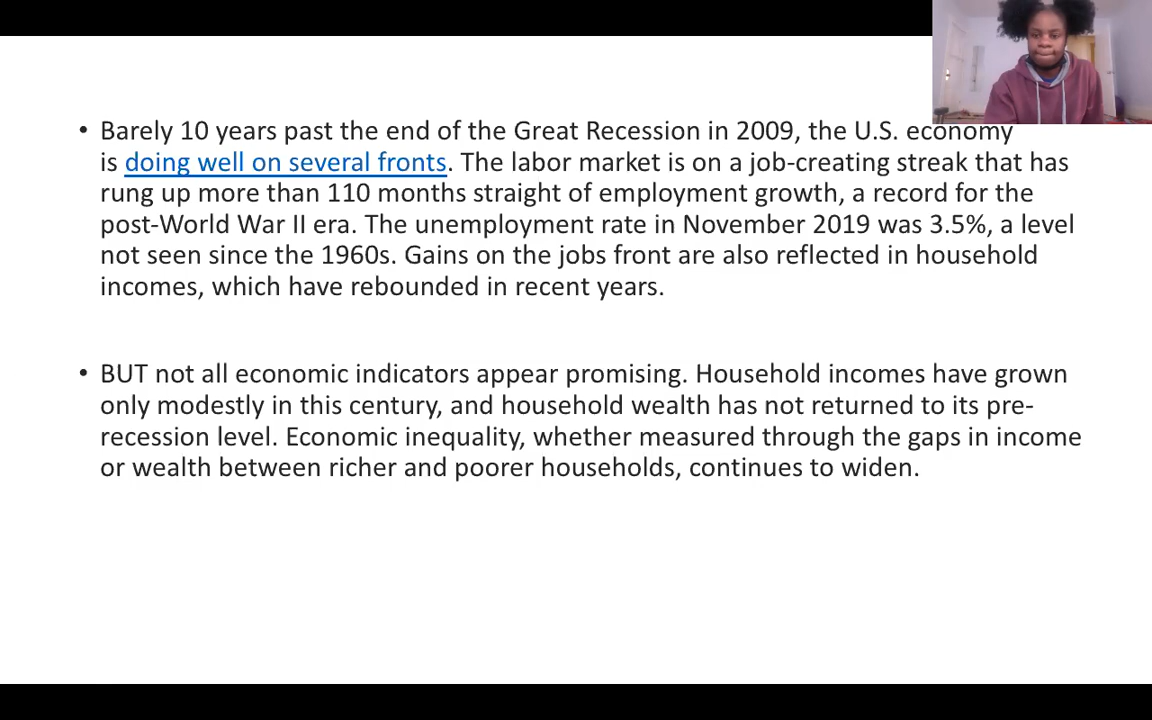 • Barely 10 years past the end of the Great Recession in 2009, the U.S. economy
is doing well on several fronts. The labor market is on a job-creating streak that has
rung up more than 110 months straight of employment growth, a record for the
post-World War II era. The unemployment rate in November 2019 was 3.5%, a level
not seen since the 1960s. Gains on the jobs front are also reflected in household
incomes, which have rebounded in recent years.
• BUT not all economic indicators appear promising. Household incomes have grown
only modestly in this century, and household wealth has not returned to its pre-
recession level. Economic inequality, whether measured through the gaps in income
or wealth between richer and poorer households, continues to widen.